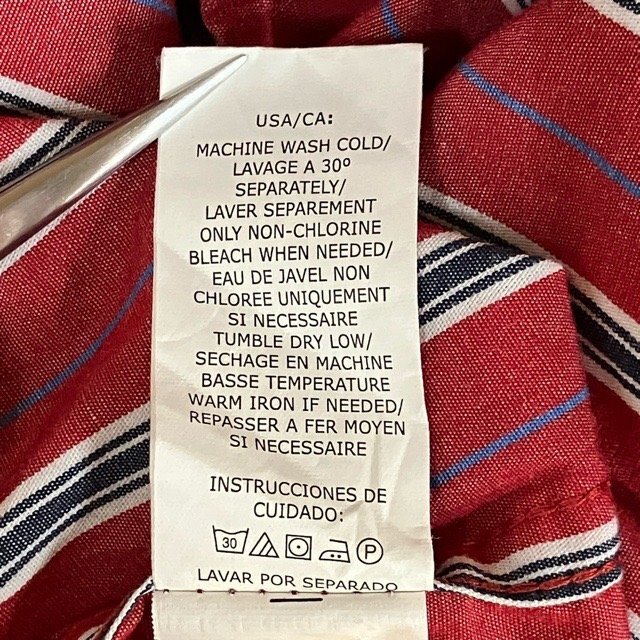 USA/CA:
MACHINE WASH COLD/
LAVAGE A 30º
SEPARATELY/
LAVER SEPAREMENT
ONLY NON-CHLORINE
BLEACH WHEN NEEDED/
EAU DE JAVEL NON
CHLOREE UNIQUEMENT
SI NECESSAIRE
TUMBLE DRY LOW/
SECHAGE EN MACHINE
BASSE TEMPERATURE
WARM IRON IF NEEDED/
REPASSER A FER MOYEN
SI NECESSAIRE
INSTRUCCIONES DE
CUIDADO:
30 P
LAVAR POR SEPARADO